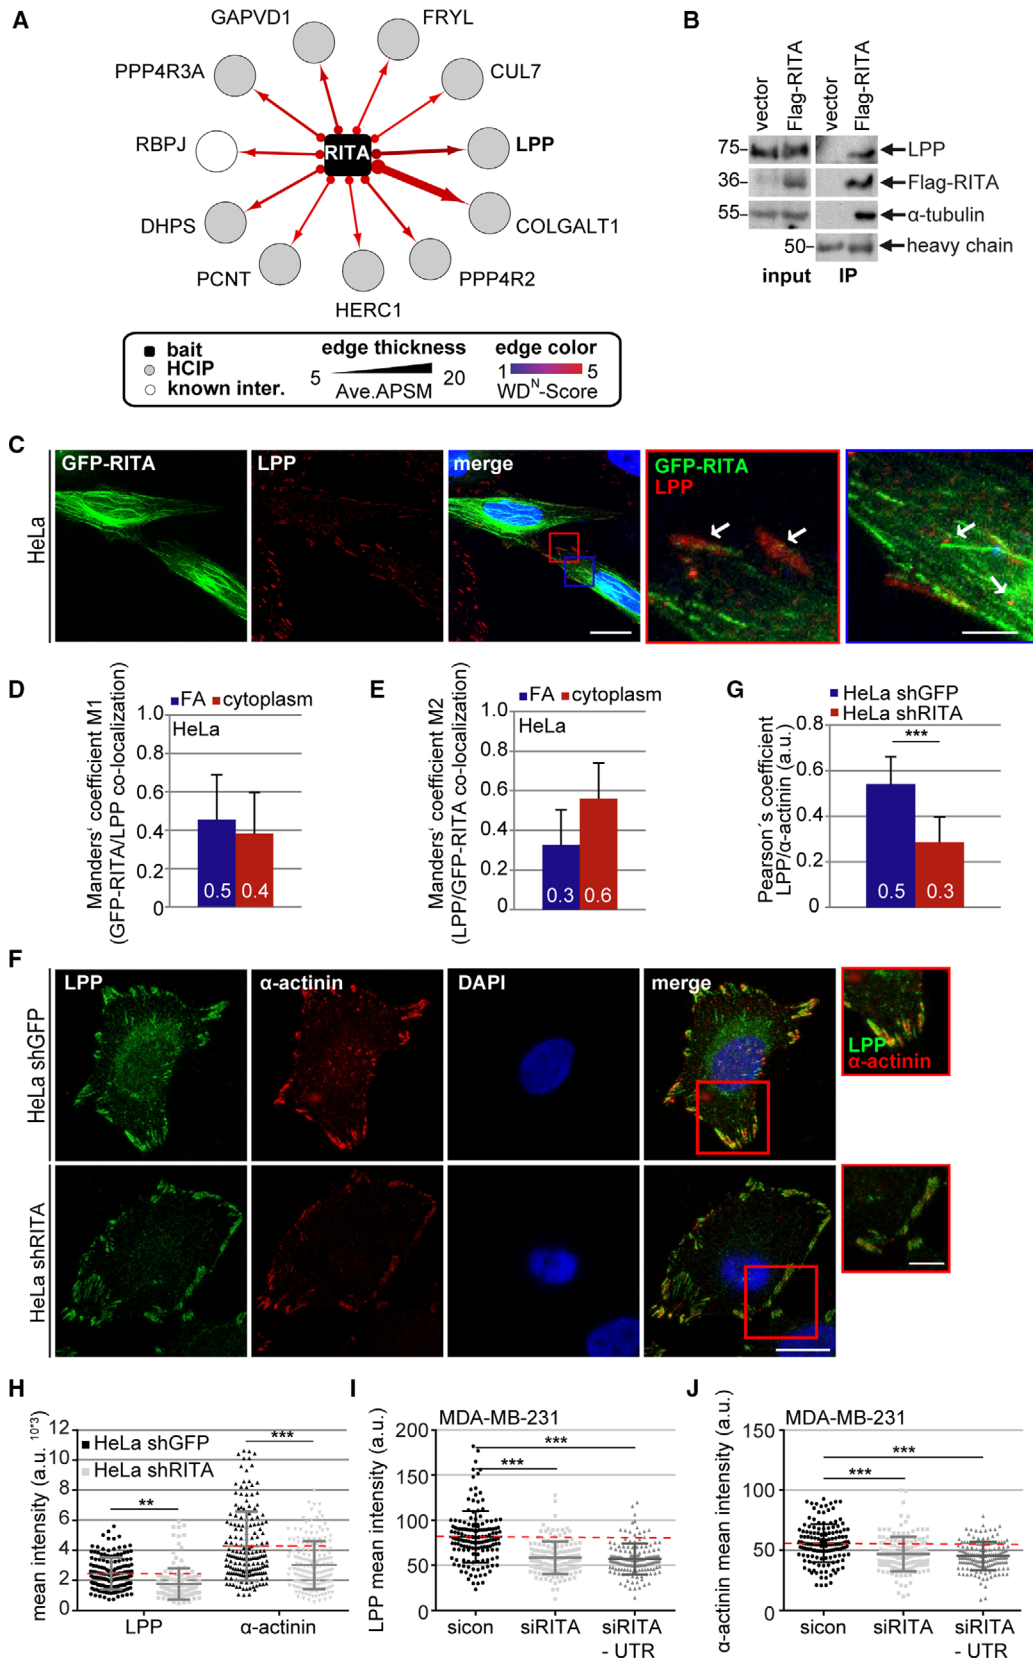 A
GAPVD1
FRYL
PPP4R3A
CUL7
RBPJ
RITA
LPP
DHPS
COLGALT1
PCNT
PPP4R2
HERC1
bait
HCIP
known inter.
edge thickness
5 20
Ave.APSM
edge color
1 5
WD^N-Score
B
vector
Flag-RITA
vector
Flag-RITA
75 LPP
36 Flag-RITA
55 α-tubulin
50 heavy chain
input IP
C
HeLa
GFP-RITA
LPP
merge
GFP-RITA
LPP
D
FA cytoplasm
HeLa
Manders' coefficient M1
(GFP-RITA/LPP co-localization)
1.0
0.8
0.6
0.4
0.2
0
0.5 0.4
E
FA cytoplasm
HeLa
Manders' coefficient M2
(LPP/GFP-RITA co-localization)
1.0
0.8
0.6
0.4
0.2
0
0.3 0.6
G
HeLa shGFP
HeLa shRITA
Pearson´s coefficient
LPP/α-actinin (a.u.)
0.8
0.6
0.4
0.2
0
***
0.5 0.3
F
HeLa shGFP
LPP
α-actinin
DAPI
merge
LPP
α-actinin
HeLa shRITA
H
mean intensity (a.u. 10*3)
12
10
8
6
4
2
0
HeLa shGFP
HeLa shRITA
**
***
LPP α-actinin
I
MDA-MB-231
LPP mean intensity (a.u.)
200
150
100
50
0
***
***
sicon siRITA siRITA
- UTR
J
MDA-MB-231
α-actinin mean intensity (a.u.)
150
100
50
0
***
***
sicon siRITA siRITA
- UTR